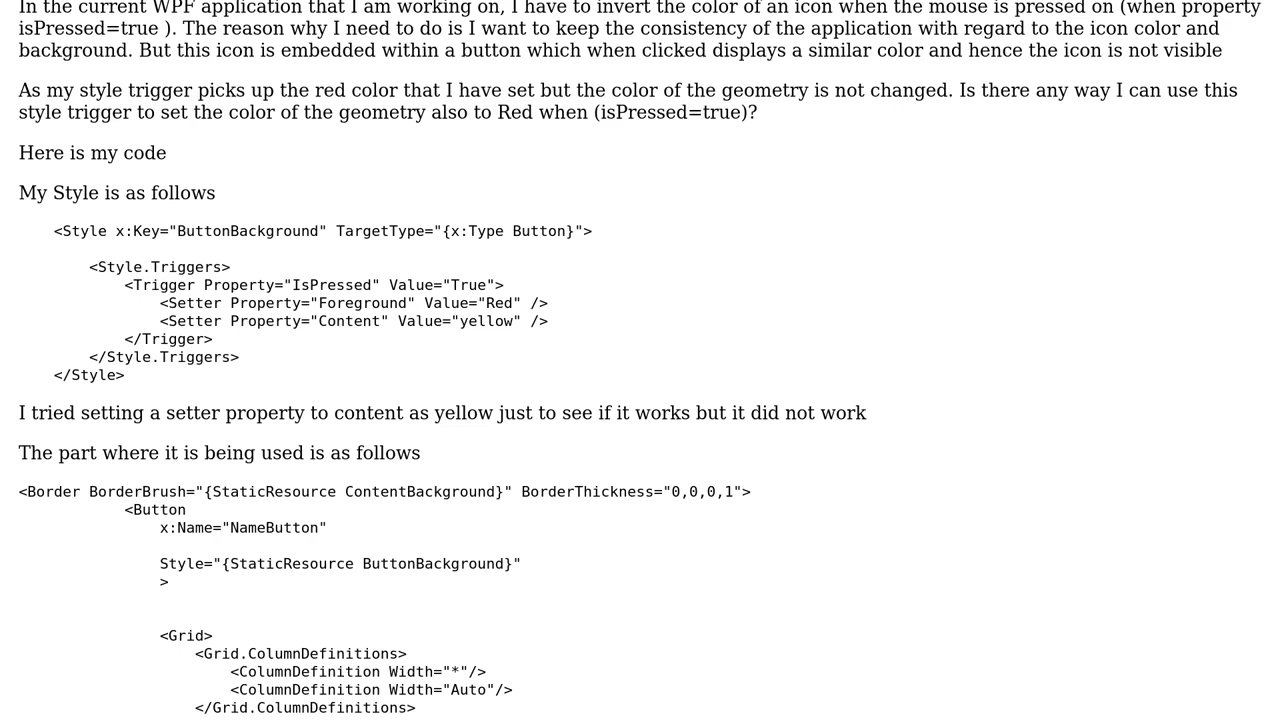 In the current WPF application that I am working on, I have to invert the color of an icon when the mouse is pressed on (when property
isPressed=true ). The reason why I need to do is I want to keep the consistency of the application with regard to the icon color and
background. But this icon is embedded within a button which when clicked displays a similar color and hence the icon is not visible
As my style trigger picks up the red color that I have set but the color of the geometry is not changed. Is there any way I can use this
style trigger to set the color of the geometry also to Red when (isPressed=true)?
Here is my code
My Style is as follows
<Style x:Key="ButtonBackground" TargetType="{x:Type Button}">
<Style.Triggers>
<Trigger Property="IsPressed" Value="True">
<Setter Property="Foreground" Value="Red" />
<Setter Property="Content" Value="yellow" />
</Trigger>
</Style.Triggers>
</Style>
I tried setting a setter property to content as yellow just to see if it works but it did not work
The part where it is being used is as follows
<Border BorderBrush="{StaticResource ContentBackground}" BorderThickness="0,0,0,1">
<Button
x:Name="NameButton"
Style="{StaticResource ButtonBackground}"
>
<Grid>
<Grid.ColumnDefinitions>
<ColumnDefinition Width="*"/>
<ColumnDefinition Width="Auto"/>
</Grid.ColumnDefinitions>